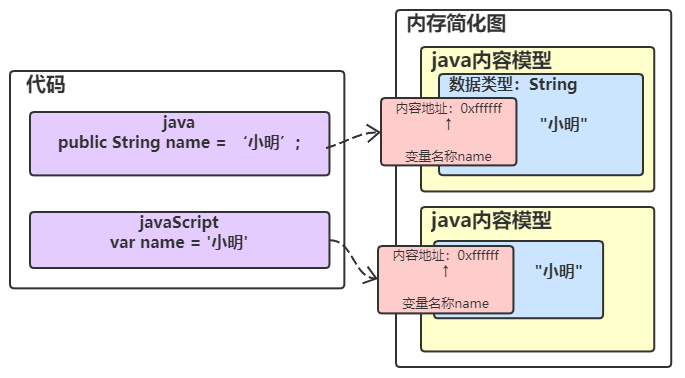 代码
java
public String name = ‘小明’;
javaScript
var name = '小明'
内存简化图
java内容模型
数据类型：String
内容地址：0xffffff
↑
变量名称name
"小明"
java内容模型
内容地址：0xffffff
↑
变量名称name
"小明"